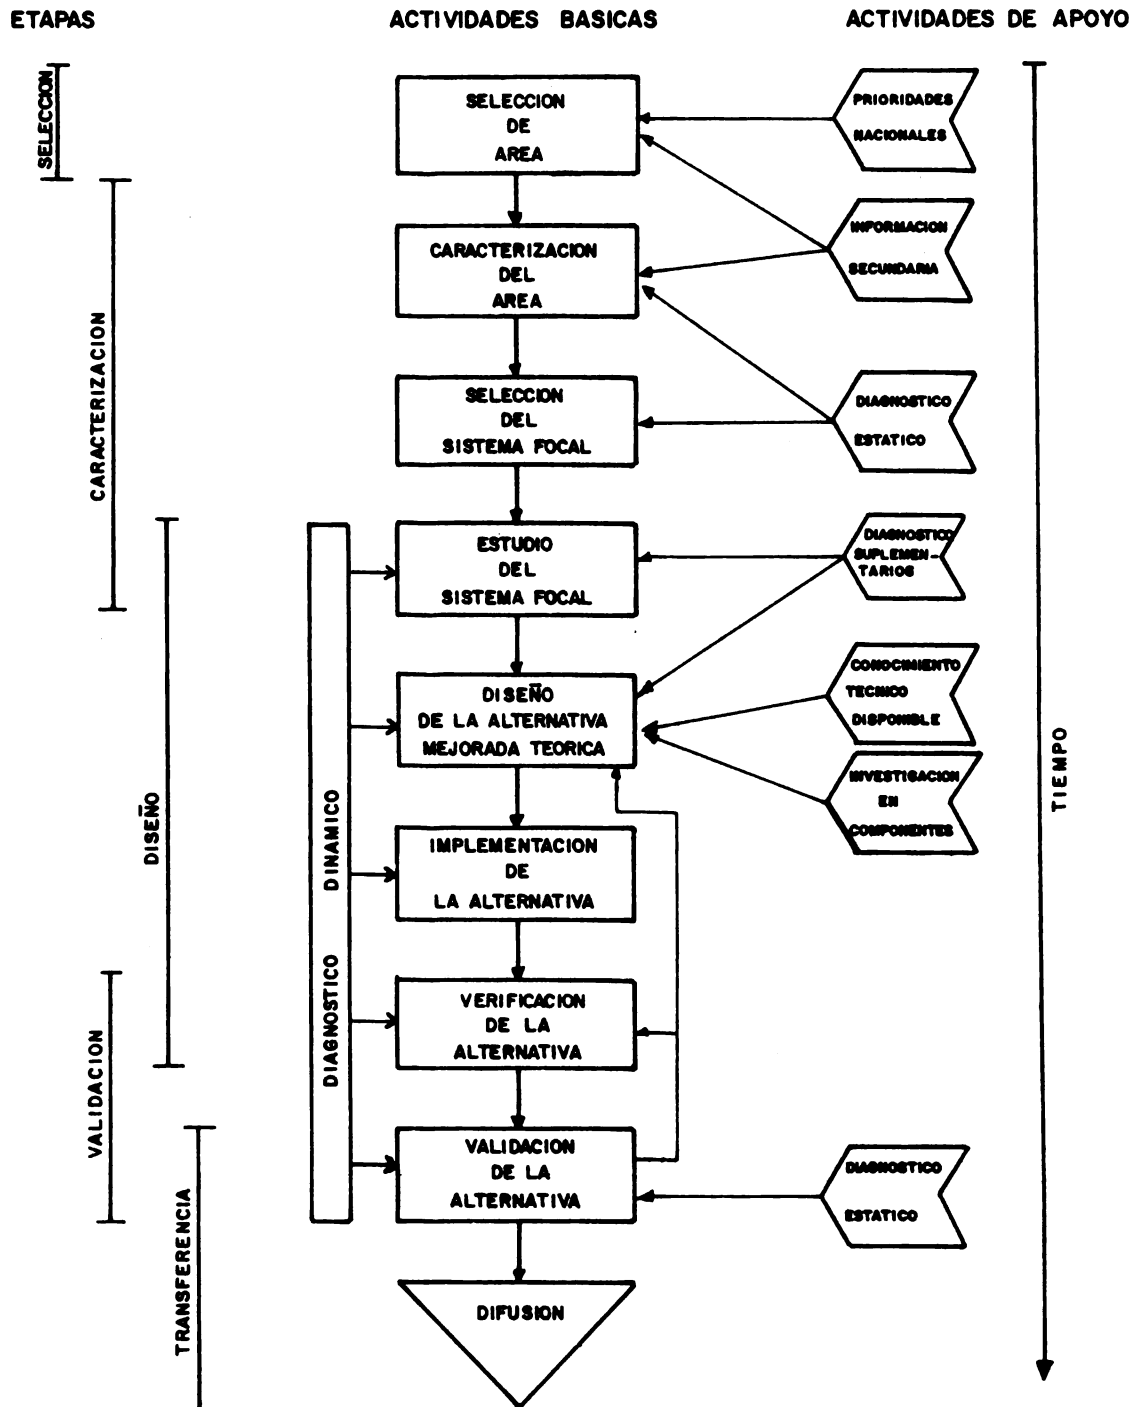 ETAPAS
ACTIVIDADES BASICAS
ACTIVIDADES DE APOYO
SELECCION
CARACTERIZACION
DISEÑO
VALIDACION
TRANSFERENCIA
DIAGNOSTICO DINAMICO
SELECCION
DE
AREA
CARACTERIZACION
DEL
AREA
SELECCION
DEL
SISTEMA FOCAL
ESTUDIO
DEL
SISTEMA FOCAL
DISEÑO
DE LA ALTERNATIVA
MEJORADA TEORICA
IMPLEMENTACION
DE
LA ALTERNATIVA
VERIFICACION
DE LA
ALTERNATIVA
VALIDACION
DE LA
ALTERNATIVA
DIFUSION
PRIORIDADES
NACIONALES
INFORMACION
SECUNDARIA
DIAGNOSTICO
ESTATICO
DIAGNOSTICO
SUPLEMEN-
TARIOS
CONOCIMIENTO
TECNICO
DISPONIBLE
INVESTIGACION
EN
COMPONENTES
DIAGNOSTICO
ESTATICO
TIEMPO